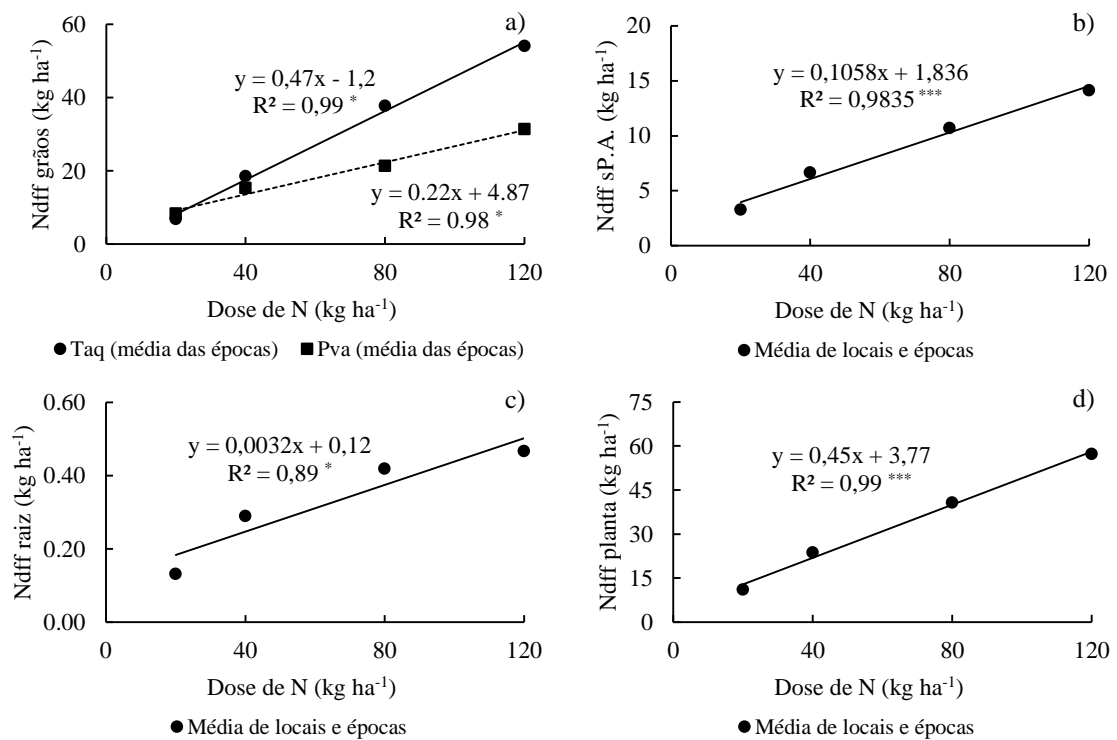 a)
60
40
20
0
Ndff grãos (kg ha⁻¹)
y = 0,47x - 1,2
R² = 0,99 *
y = 0.22x + 4.87
R² = 0.98 *
0 40 80 120
Dose de N (kg ha⁻¹)
Taq (média das épocas) Pva (média das épocas)
b)
20
15
10
5
0
Ndff sP.A. (kg ha⁻¹)
y = 0,1058x + 1,836
R² = 0,9835 ***
0 40 80 120
Dose de N (kg ha⁻¹)
Média de locais e épocas
c)
0.60
0.40
0.20
0.00
Ndff raiz (kg ha⁻¹)
y = 0,0032x + 0,12
R² = 0,89 *
0 40 80 120
Dose de N (kg ha⁻¹)
Média de locais e épocas
d)
75
60
45
30
15
0
Ndff planta (kg ha⁻¹)
y = 0,45x + 3,77
R² = 0,99 ***
0 40 80 120
Dose de N (kg ha⁻¹)
Média de locais e épocas